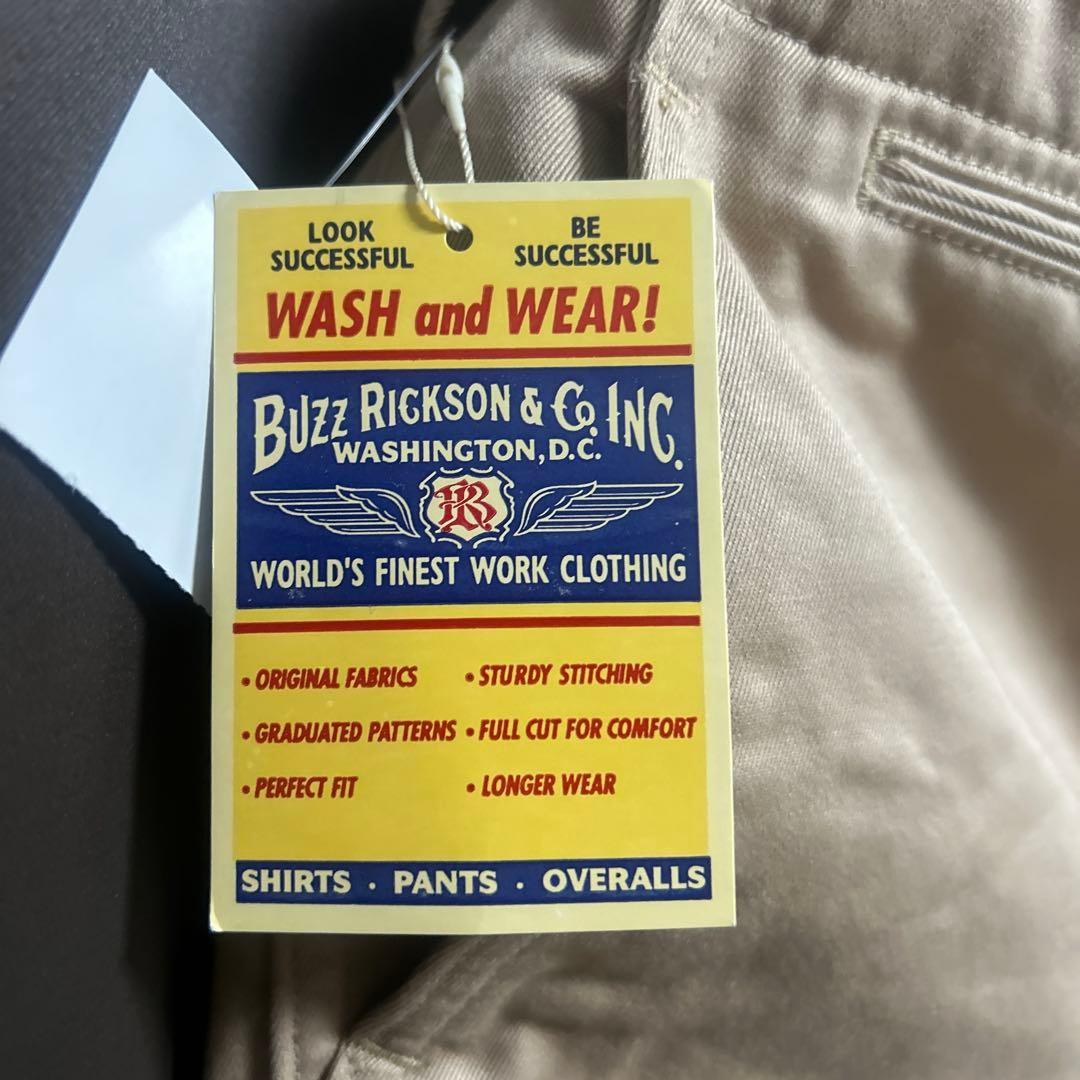 LOOK SUCCESSFUL
BE SUCCESSFUL
WASH and WEAR!
BUZZ RICKSON & Co. INC.
WASHINGTON, D.C.
BR
WORLD'S FINEST WORK CLOTHING
• ORIGINAL FABRICS
• STURDY STITCHING
• GRADUATED PATTERNS
• FULL CUT FOR COMFORT
• PERFECT FIT
• LONGER WEAR
SHIRTS · PANTS · OVERALLS